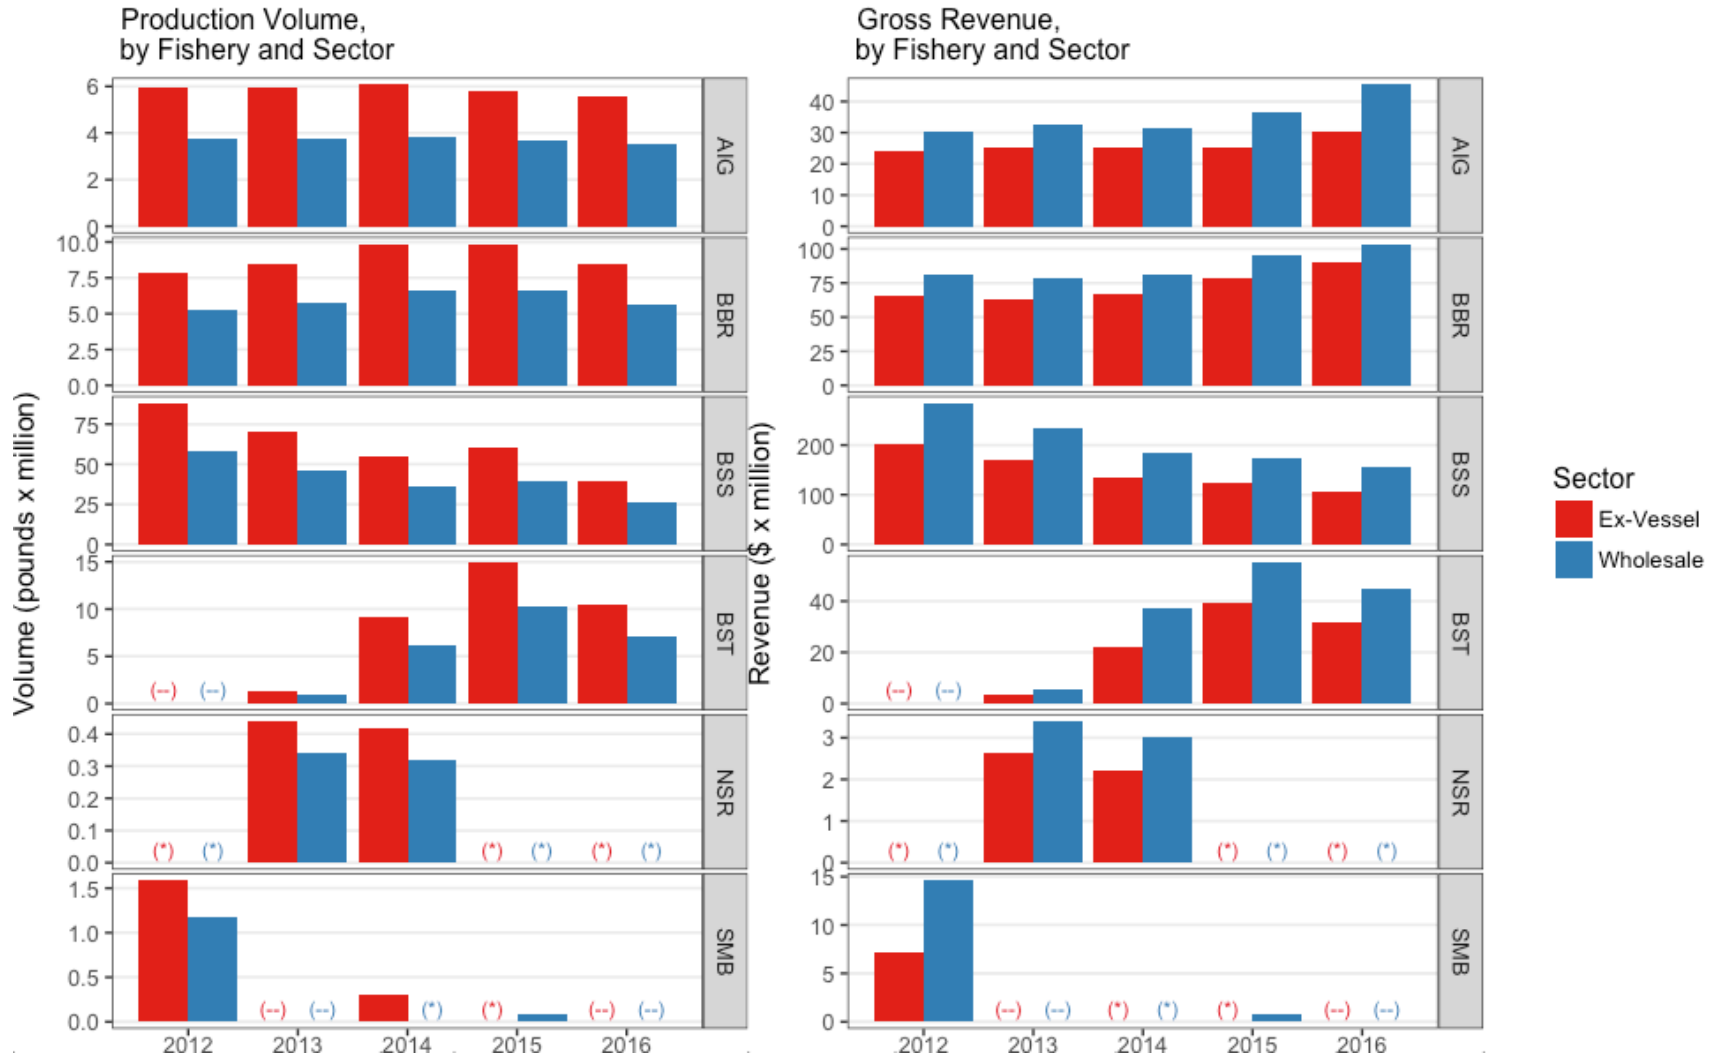 Production Volume,
by Fishery and Sector
Volume (pounds x million)
6
4
2
0
AIG
10.0
7.5
5.0
2.5
0.0
BBR
75
50
25
0
BSS
15
10
5
0
(--) (--)
BST
0.4
0.3
0.2
0.1
0.0
(*) (*) (*) (*) (*) (*)
NSR
1.5
1.0
0.5
0.0
(--) (--) (*) (*) (--) (--)
SMB
2012 2013 2014 2015 2016
Gross Revenue,
by Fishery and Sector
Revenue ($ x million)
40
30
20
10
0
AIG
100
75
50
25
0
BBR
200
100
0
BSS
40
20
0
(--) (--)
BST
3
2
1
0
(*) (*) (*) (*) (*) (*)
NSR
15
10
5
0
(--) (--) (*) (*) (*) (--) (--)
SMB
2012 2013 2014 2015 2016
Sector
Ex-Vessel
Wholesale